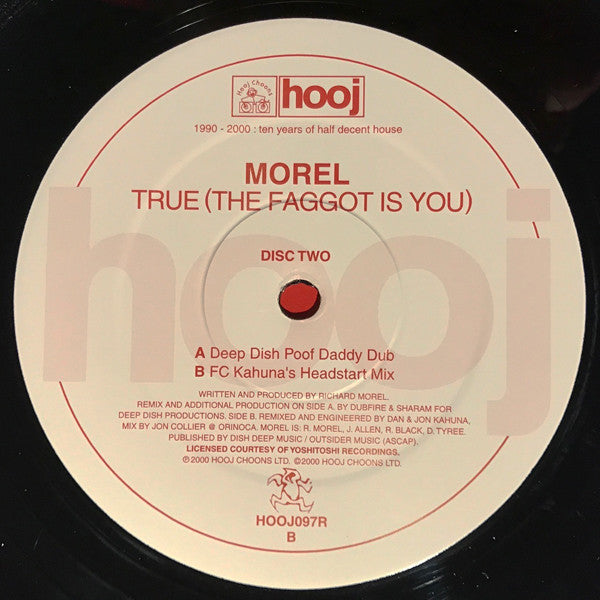 Hooj Choons
hooj
1990 - 2000 : ten years of half decent house
MOREL
TRUE (THE FAGGOT IS YOU)
hooj
DISC TWO
A Deep Dish Poof Daddy Dub
B FC Kahuna's Headstart Mix
WRITTEN AND PRODUCED BY RICHARD MOREL.
REMIX AND ADDITIONAL PRODUCTION ON SIDE A. BY DUBFIRE & SHARAM FOR
DEEP DISH PRODUCTIONS. SIDE B. REMIXED AND ENGINEERED BY DAN & JON KAHUNA,
MIX BY JON COLLIER @ ORINOCA. MOREL IS: R. MOREL, J. ALLEN, R. BLACK, D. TYREE.
PUBLISHED BY DISH DEEP MUSIC / OUTSIDER MUSIC (ASCAP).
LICENSED COURTESY OF YOSHITOSHI RECORDINGS.
℗2000 HOOJ CHOONS LTD. ©2000 HOOJ CHOONS LTD.
HOOJ097R
B